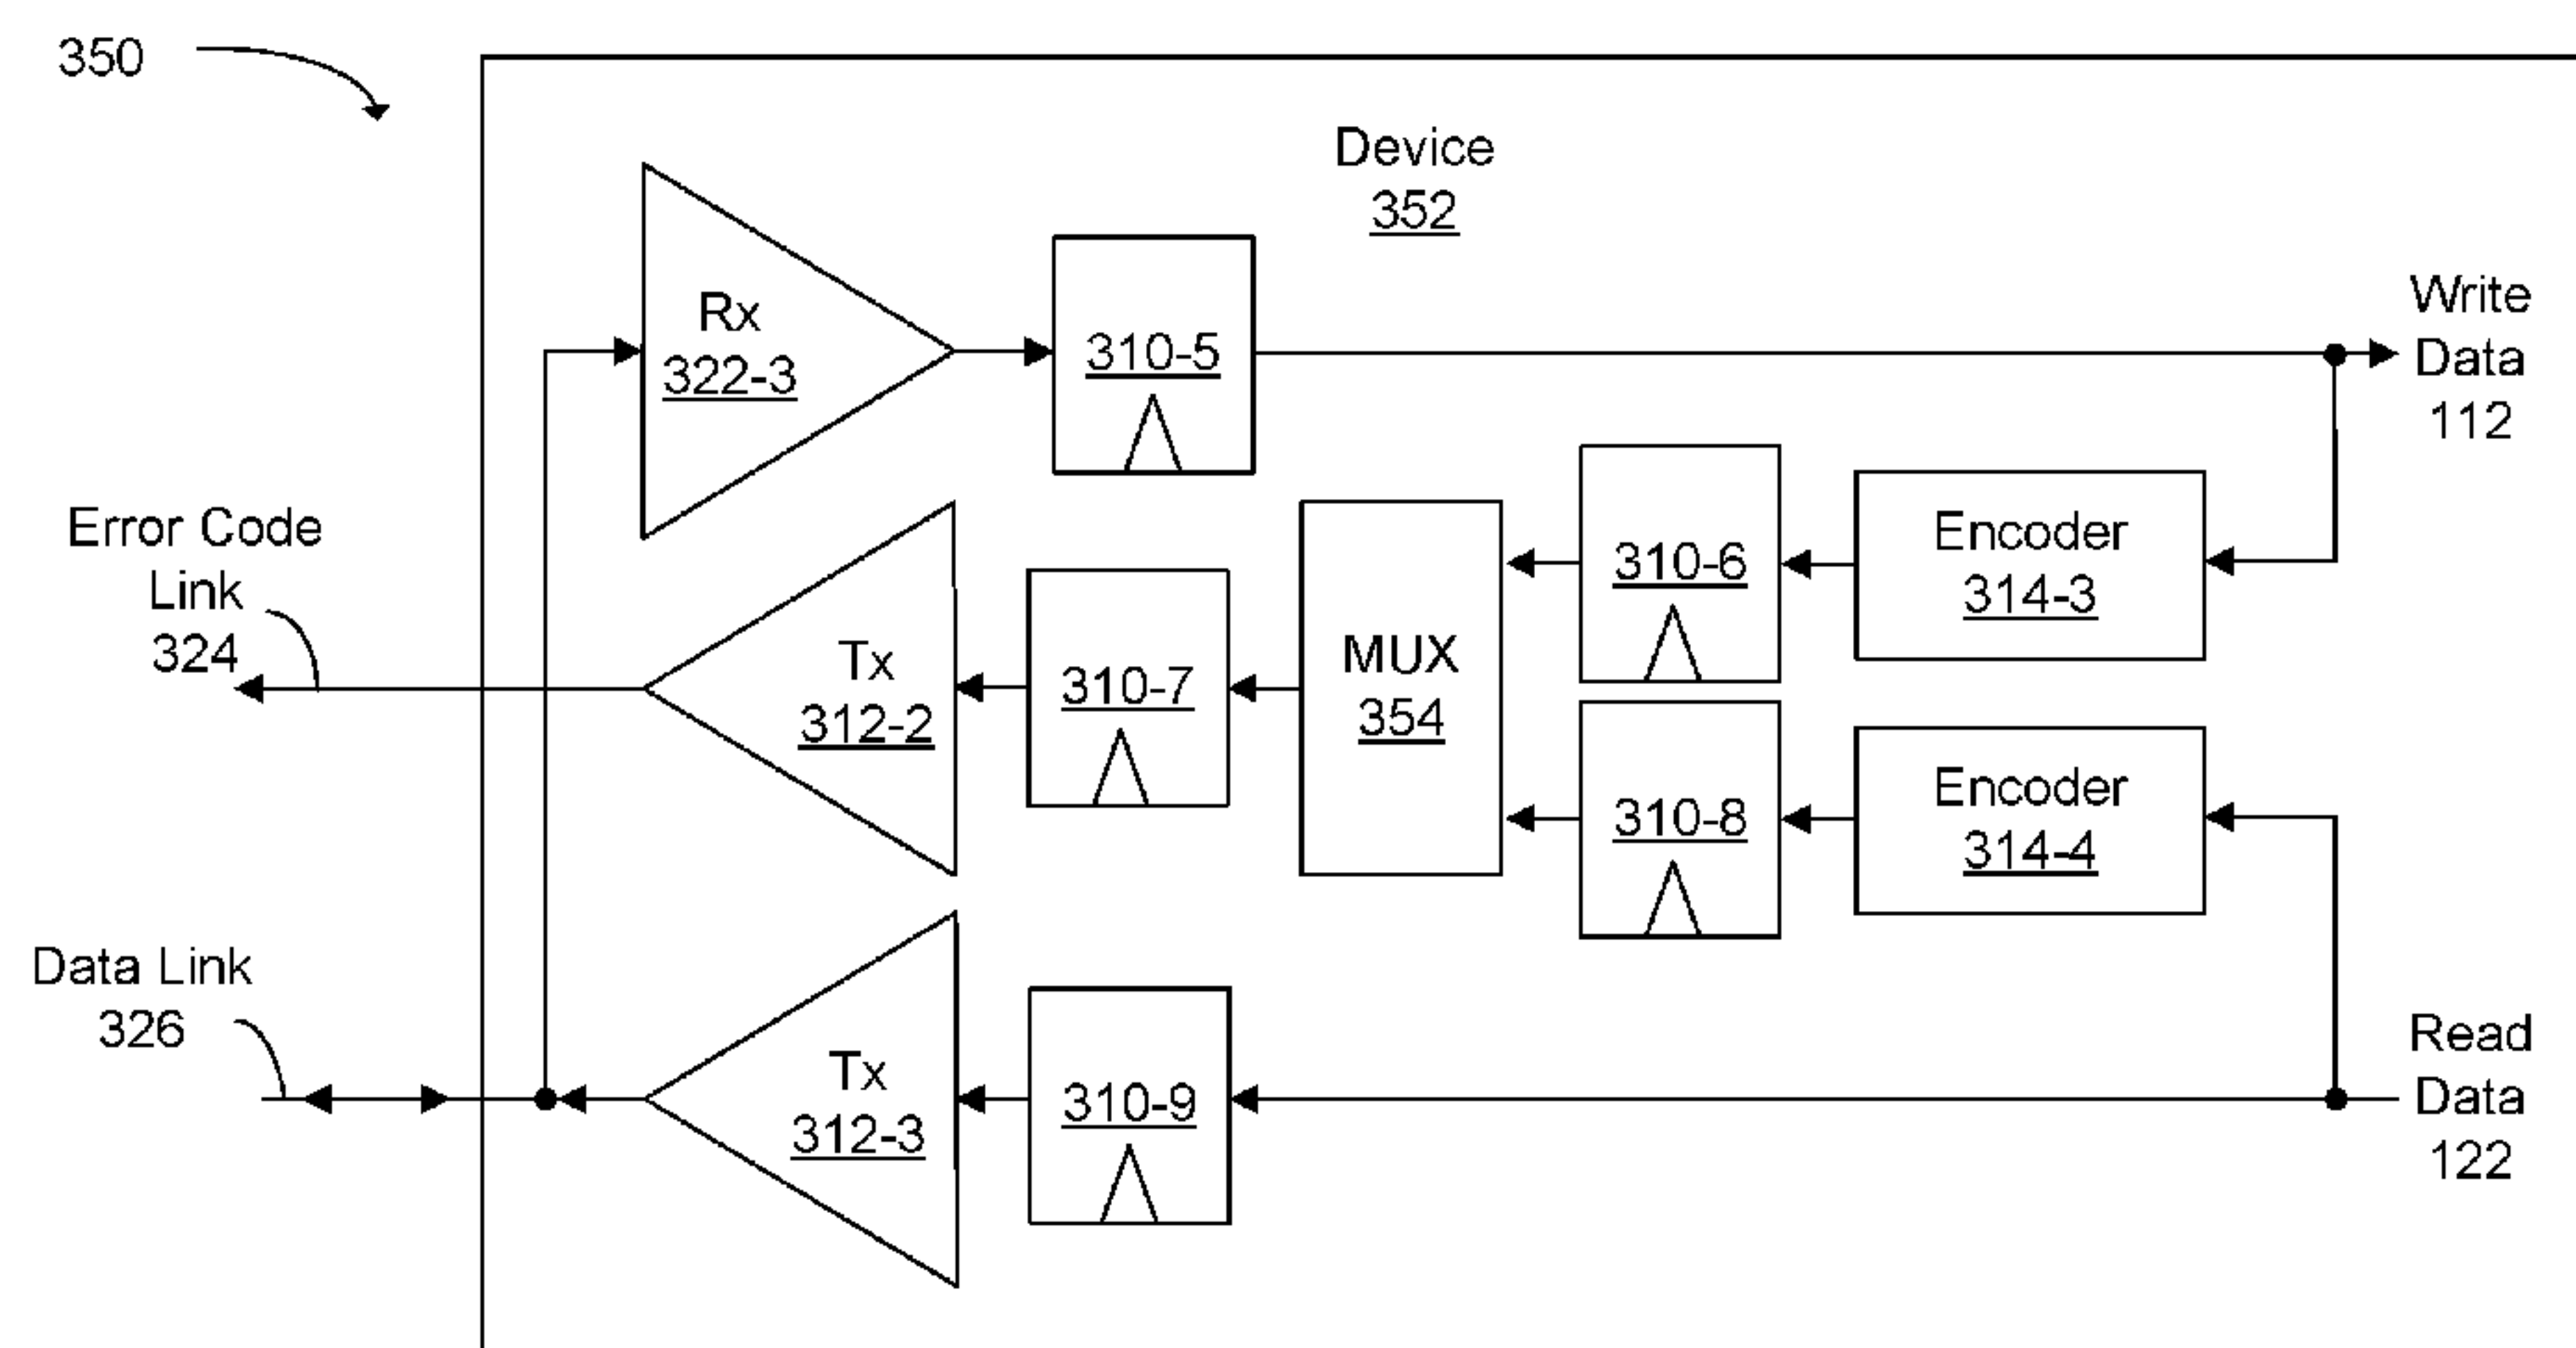 350
Device
352
Rx
322-3
310-5
Write
Data
112
Error Code
Link
324
Tx
312-2
310-7
MUX
354
310-6
Encoder
314-3
310-8
Encoder
314-4
Data Link
326
Tx
312-3
310-9
Read
Data
122